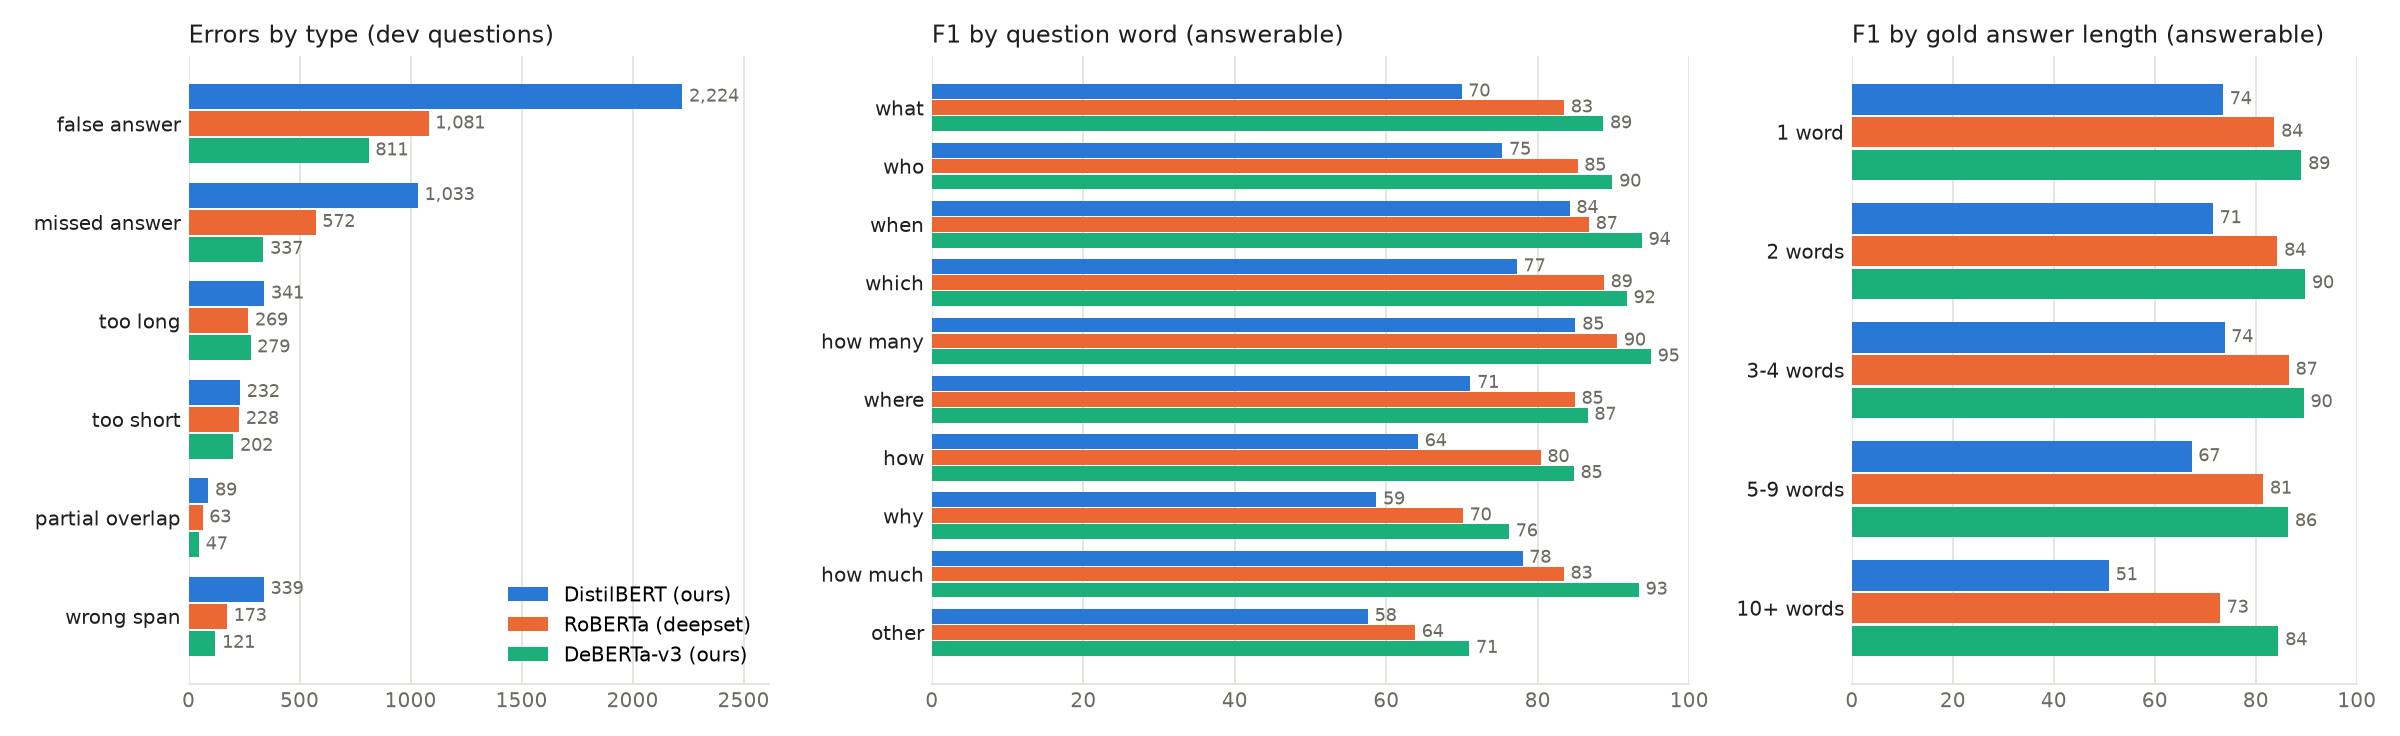 Errors by type (dev questions)
false answer
2,224
1,081
811
missed answer
1,033
572
337
too long
341
269
279
too short
232
228
202
partial overlap
89
63
47
wrong span
339
173
121
DistilBERT (ours)
RoBERTa (deepset)
DeBERTa-v3 (ours)
0 500 1000 1500 2000 2500
F1 by question word (answerable)
what
70
83
89
who
75
85
90
when
84
87
94
which
77
89
92
how many
85
90
95
where
71
85
87
how
64
80
85
why
59
70
76
how much
78
83
93
other
58
64
71
0 20 40 60 80 100
F1 by gold answer length (answerable)
1 word
74
84
89
2 words
71
84
90
3-4 words
74
87
90
5-9 words
67
81
86
10+ words
51
73
84
0 20 40 60 80 100